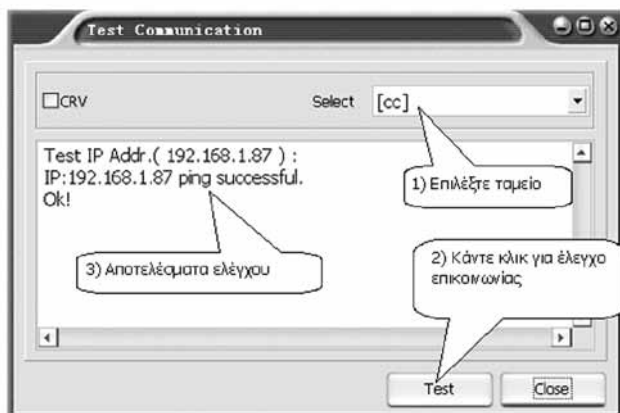 Test Communication
CRV
Select [cc]
Test IP Addr.( 192.168.1.87 ) :
IP:192.168.1.87 ping successful.
Ok!
1) Επιλέξτε ταμείο
3) Αποτελέσματα ελέγχου
2) Κάντε κλικ για έλεγχο
επικοινωνίας
Test
Close